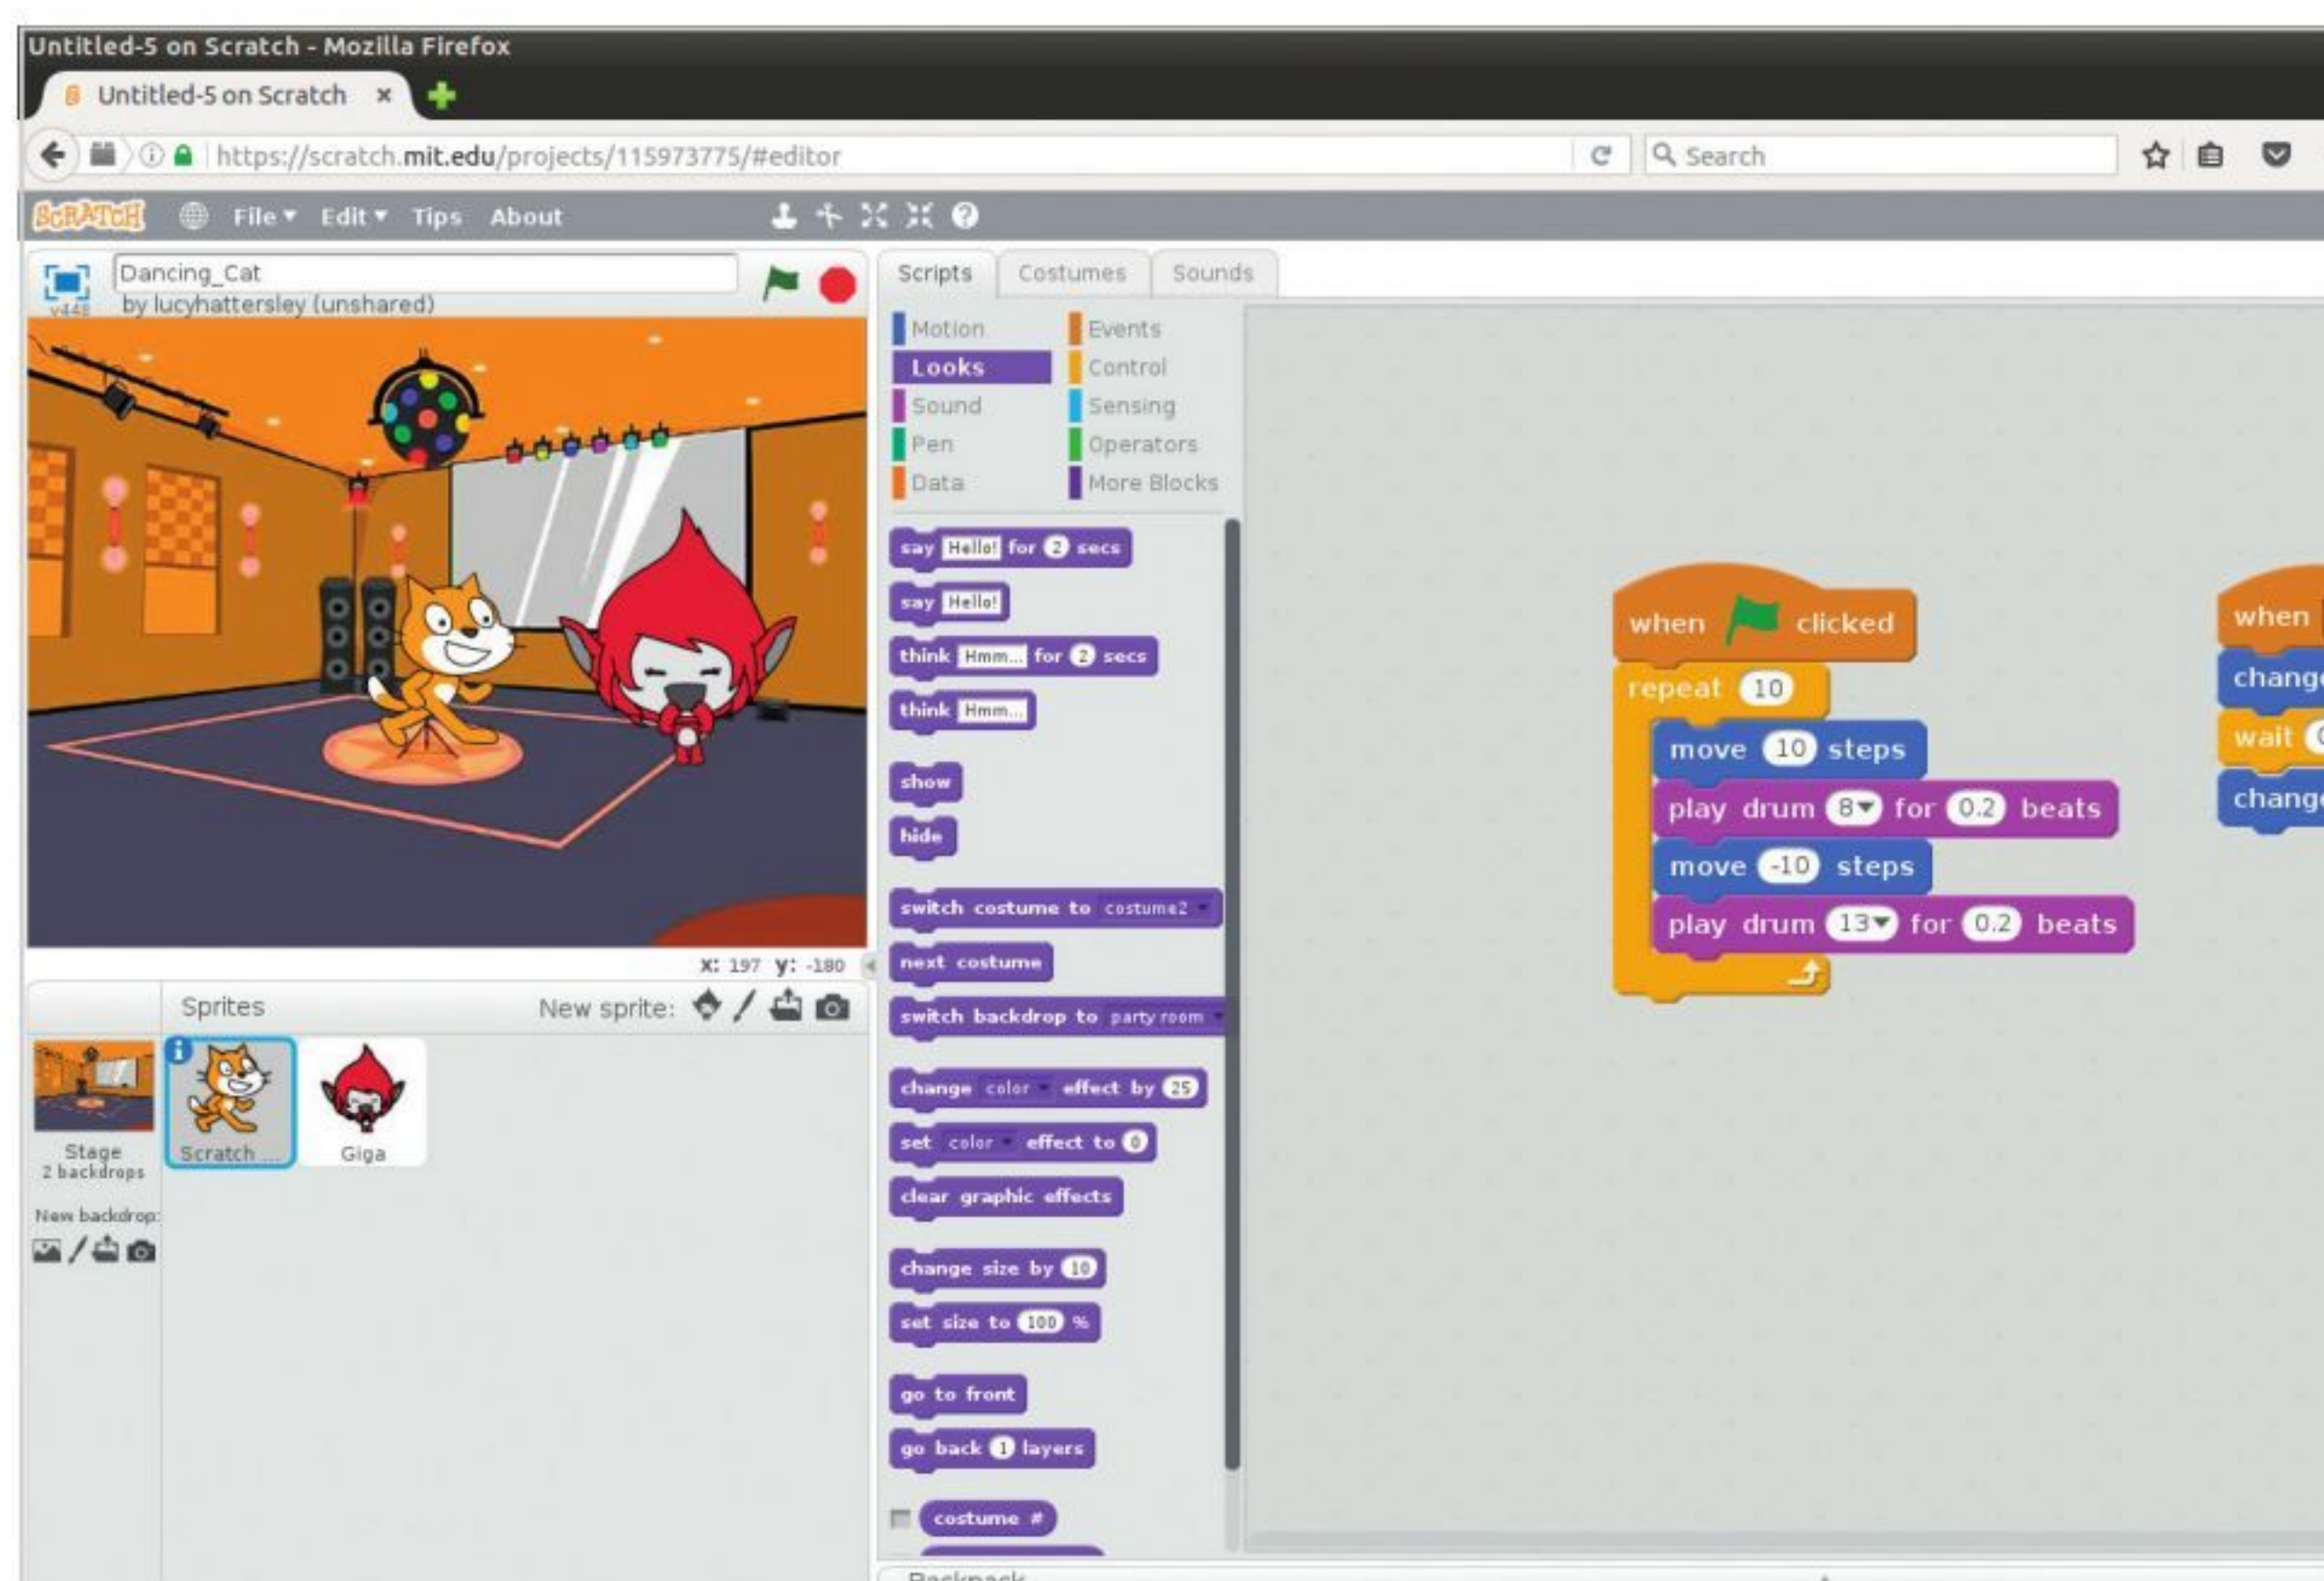 Untitled-5 on Scratch - Mozilla Firefox
Untitled-5 on Scratch
https://scratch.mit.edu/projects/115973775/#editor
Search
SCRATCH File Edit Tips About
Dancing_Cat
by lucyhattersley (unshared)
v448
x: 197 y: -180
Sprites
New sprite:
Stage
2 backdrops
Scratch ...
Giga
New backdrop:
Scripts Costumes Sounds
Motion Events
Looks Control
Sound Sensing
Pen Operators
Data More Blocks
say Hello! for 2 secs
say Hello!
think Hmm... for 2 secs
think Hmm...
show
hide
switch costume to costume2
next costume
switch backdrop to party room
change color effect by 25
set color effect to 0
clear graphic effects
change size by 10
set size to 100 %
go to front
go back 1 layers
costume #
when clicked
repeat 10
move 10 steps
play drum 8 for 0.2 beats
move -10 steps
play drum 13 for 0.2 beats
when
change
wait
change
Backpack